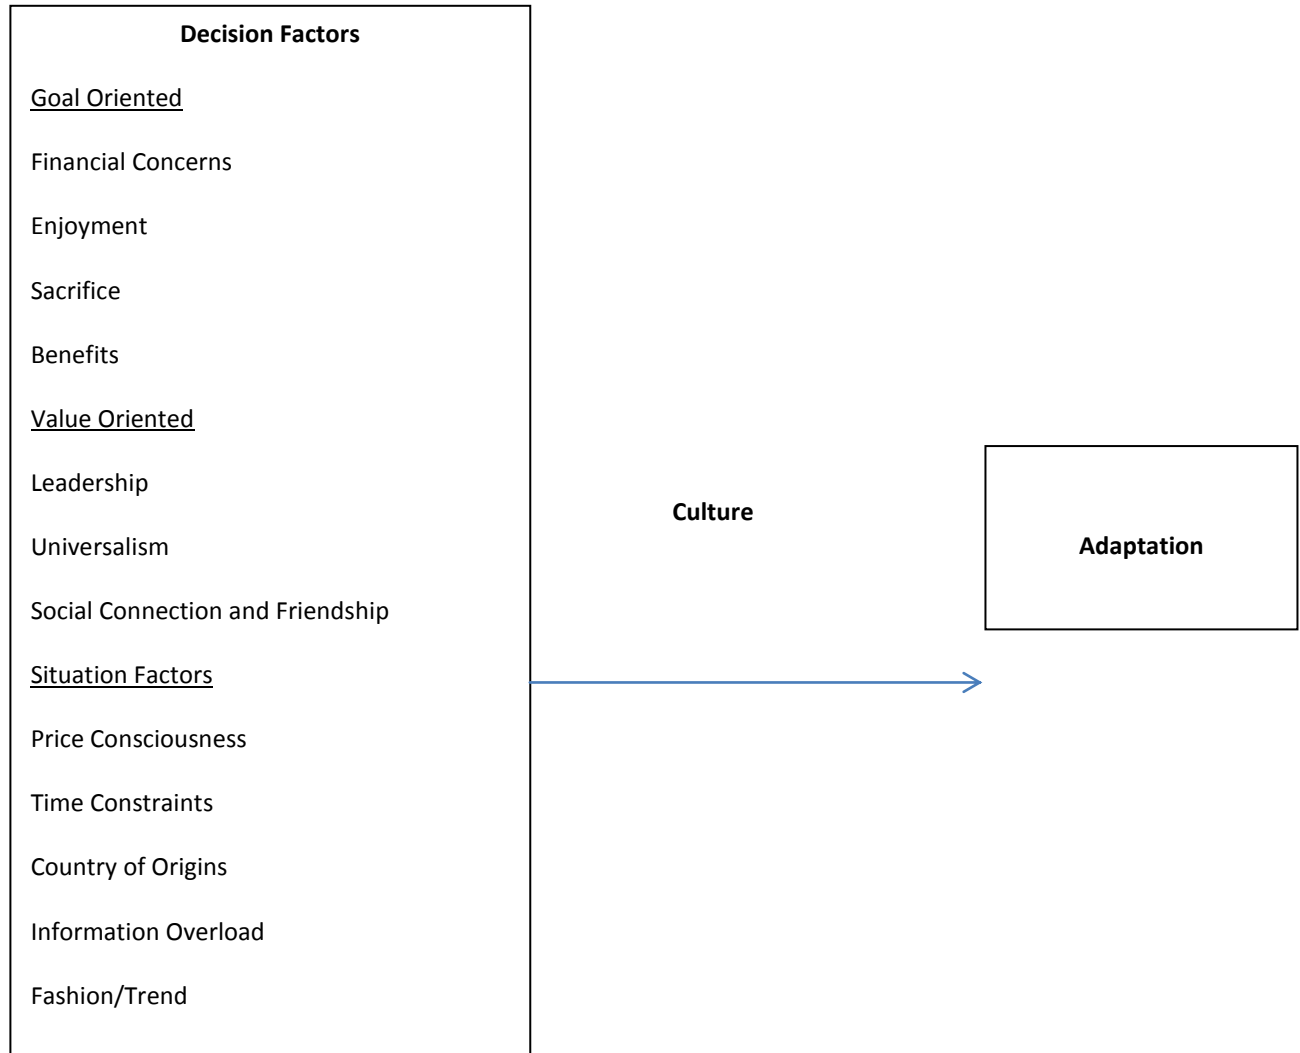 Decision Factors
Goal Oriented
Financial Concerns
Enjoyment
Sacrifice
Benefits
Value Oriented
Leadership
Universalism
Social Connection and Friendship
Situation Factors
Price Consciousness
Time Constraints
Country of Origins
Information Overload
Fashion/Trend
Culture
Adaptation